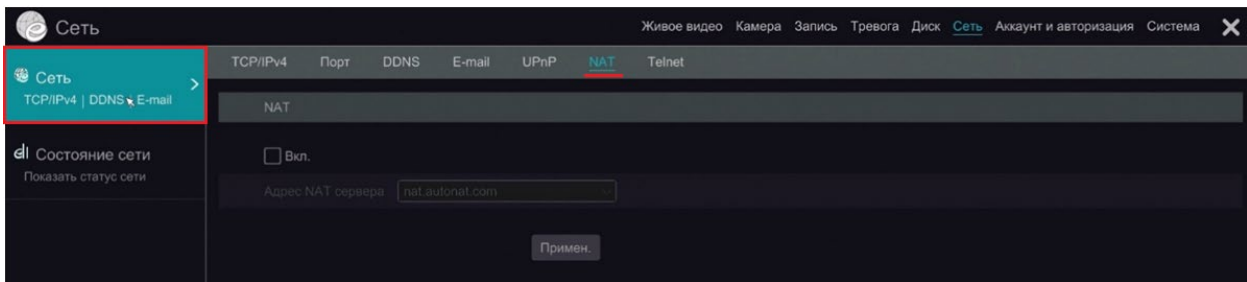 Сеть
Живое видео Камера Запись Тревога Диск Сеть Аккаунт и авторизация Система
Сеть
TCP/IPv4 | DDNS E-mail
Состояние сети
Показать статус сети
TCP/IPv4 Порт DDNS E-mail UPnP NAT Telnet
NAT
Вкл.
Адрес NAT сервера nat.autonat.com
Примен.